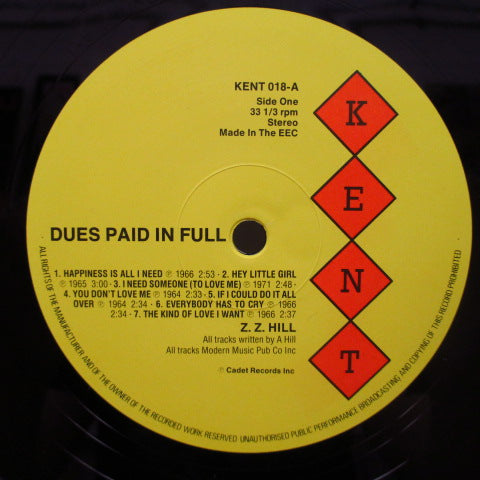 KENT 018-A
Side One
33 1/3 rpm
Stereo
Made In The EEC
K
E
N
T
DUES PAID IN FULL
1. HAPPINESS IS ALL I NEED ℗ 1966 2:53 · 2. HEY LITTLE GIRL
℗ 1965 3:00 · 3. I NEED SOMEONE (TO LOVE ME) ℗ 1971 2:48 ·
4. YOU DON'T LOVE ME ℗ 1964 2:33 · 5. IF I COULD DO IT ALL
OVER ℗ 1964 2:34 · 6. EVERYBODY HAS TO CRY ℗ 1966
2:34 · 7. THE KIND OF LOVE I WANT ℗ 1966 2:37
Z. Z. HILL
All tracks written by A Hill
All tracks Modern Music Pub Co Inc
℗ Cadet Records Inc
ALL RIGHTS OF THE MANUFACTURER AND OF THE OWNER OF THE RECORDED WORK RESERVED · UNAUTHORISED PUBLIC PERFORMANCE BROADCASTING AND COPYING OF THIS RECORD PROHIBITED